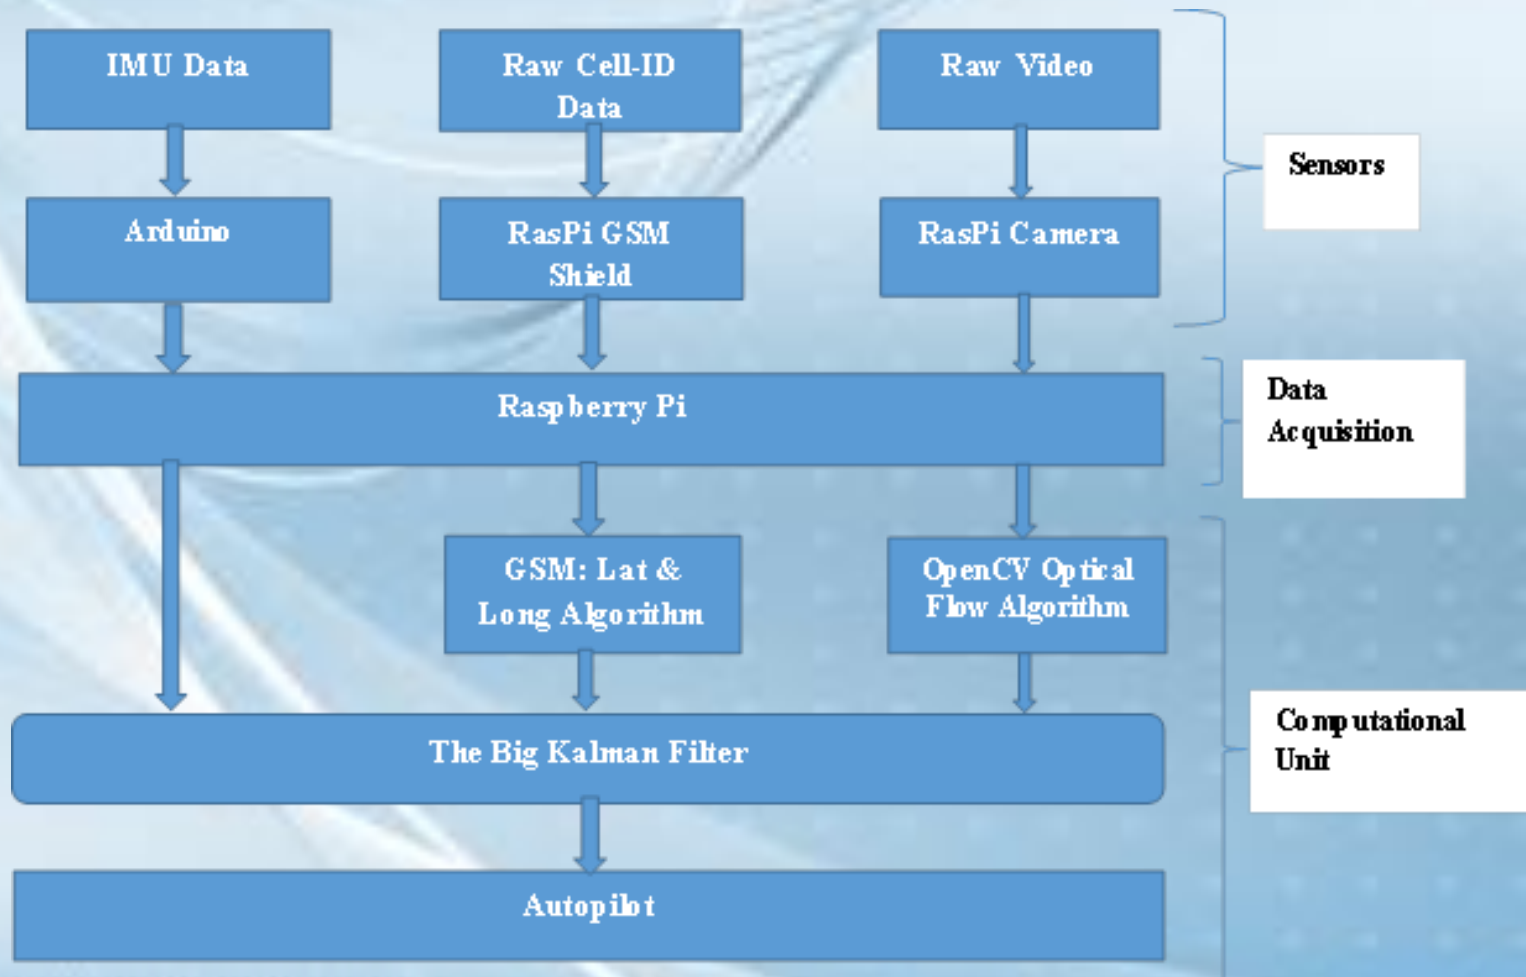 IMU Data
Raw Cell-ID
Data
Raw Video
Sensors
Arduino
RasPi GSM
Shield
RasPi Camera
Raspberry Pi
Data
Acquisition
GSM: Lat &
Long Algorithm
OpenCV Optical
Flow Algorithm
The Big Kalman Filter
Computational
Unit
Autopilot